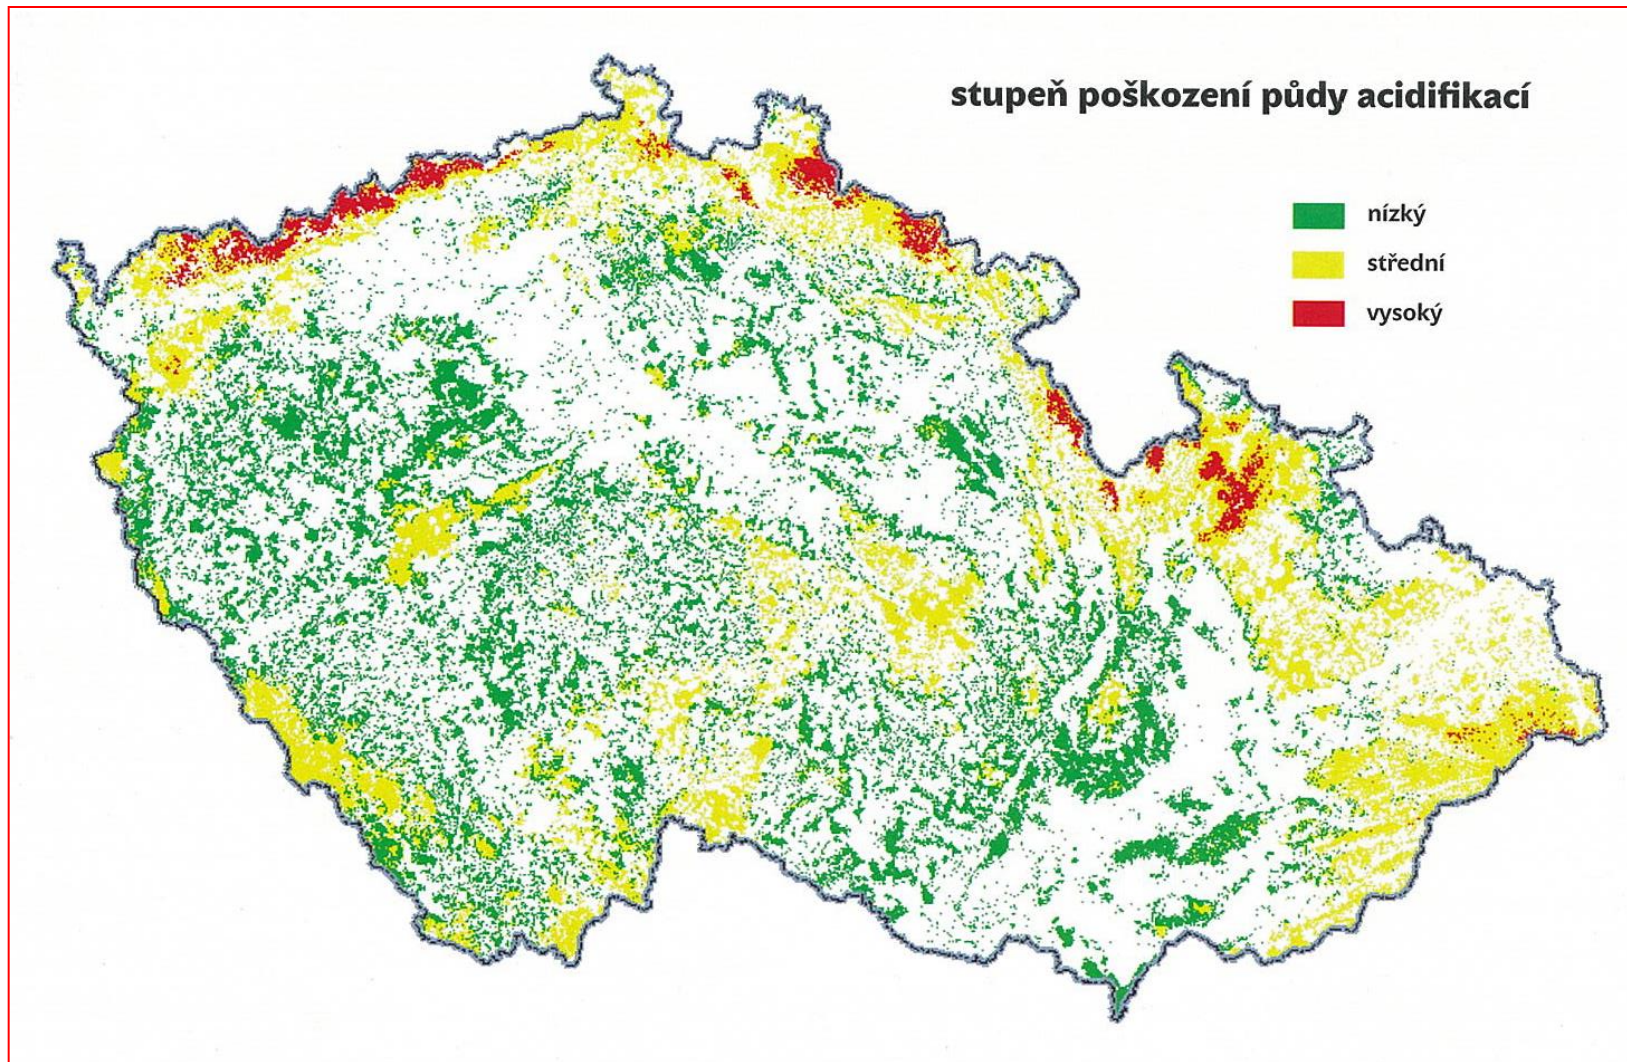 stupeň poškození půdy acidifikací
nízký
střední
vysoký